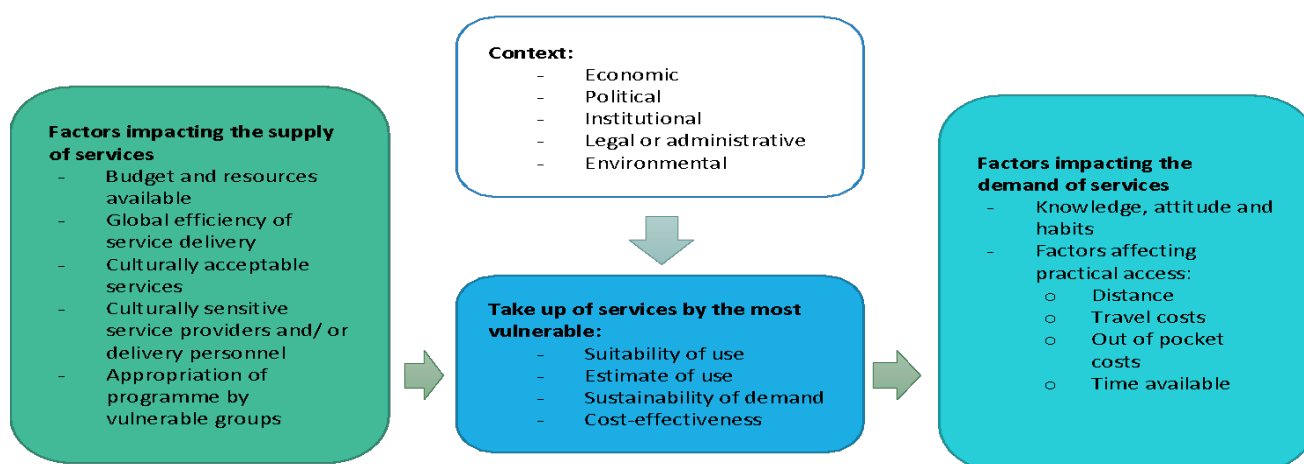 Context:
- Economic
- Political
- Institutional
- Legal or administrative
- Environmental
Factors impacting the supply
of services
- Budget and resources
available
- Global efficiency of
service delivery
- Culturally acceptable
services
- Culturally sensitive
service providers and/ or
delivery personnel
- Appropriation of
programme by
vulnerable groups
Take up of services by the most
vulnerable:
- Suitability of use
- Estimate of use
- Sustainability of demand
- Cost-effectiveness
Factors impacting the
demand of services
- Knowledge, attitude and
habits
- Factors affecting
practical access:
o Distance
o Travel costs
o Out of pocket
costs
o Time available